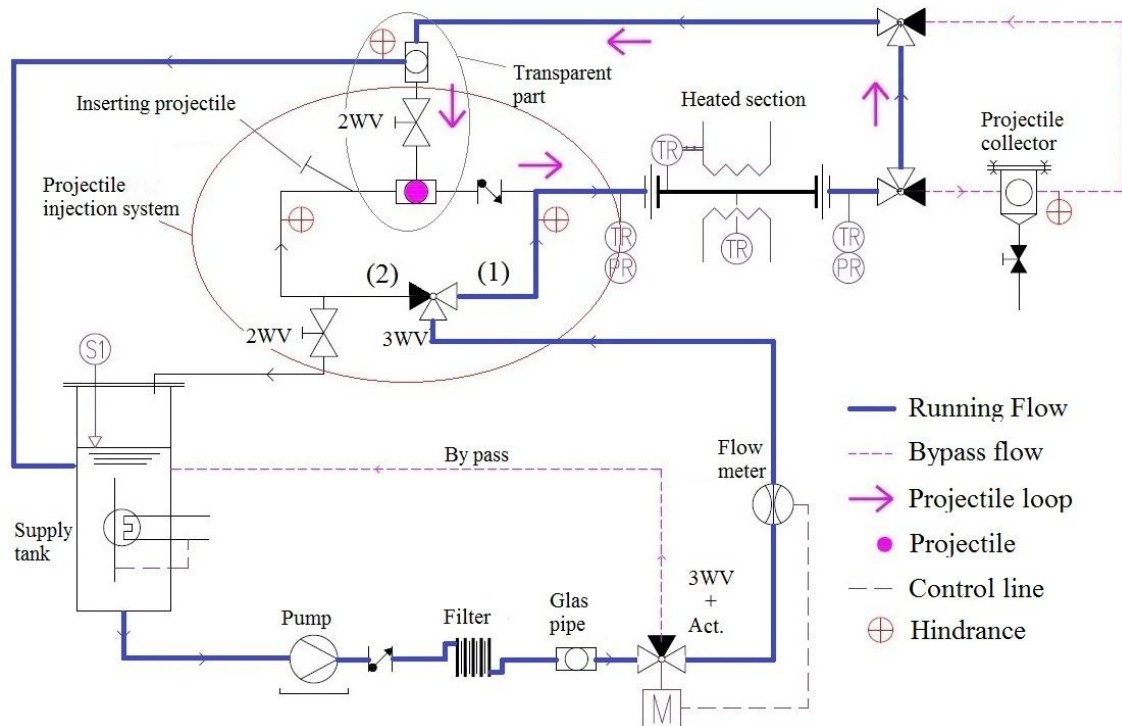 Transparent
part
Inserting projectile
2WV
Heated section
TR
Projectile
collector
Projectile
injection system
TR
TR
PR
TR
PR
(2)
(1)
2WV
3WV
S1
By pass
Flow
meter
Supply
tank
3WV
+
Act.
Pump
Filter
Glas
pipe
M
Running Flow
Bypass flow
Projectile loop
Projectile
Control line
Hindrance